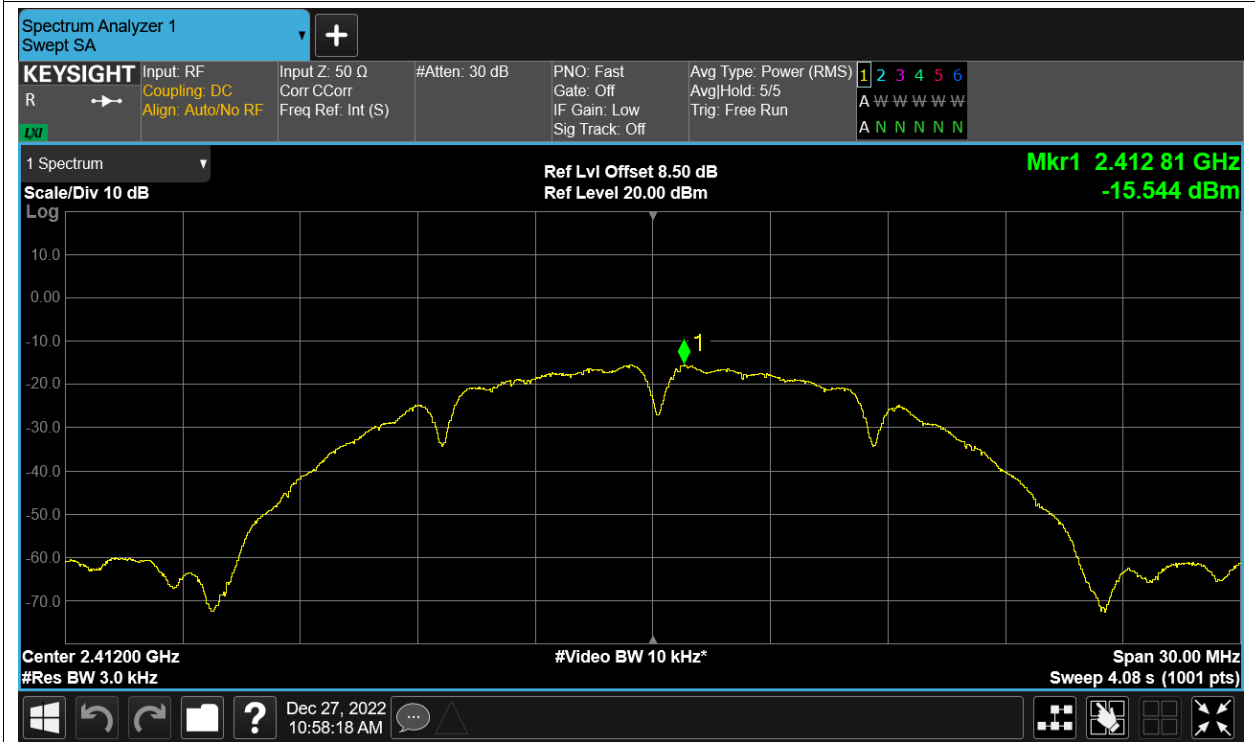 Spectrum Analyzer 1
Swept SA
+
KEYSIGHT
R
LXI
Input: RF
Coupling: DC
Align: Auto/No RF
Input Z: 50 Ω
Corr CCorr
Freq Ref: Int (S)
#Atten: 30 dB
PNO: Fast
Gate: Off
IF Gain: Low
Sig Track: Off
Avg Type: Power (RMS)
Avg|Hold: 5/5
Trig: Free Run
1 2 3 4 5 6
A W W W W W
A N N N N N
1 Spectrum
Scale/Div 10 dB
Log
Ref Lvl Offset 8.50 dB
Ref Level 20.00 dBm
Mkr1 2.412 81 GHz
-15.544 dBm
10.0
0.00
-10.0
-20.0
-30.0
-40.0
-50.0
-60.0
-70.0
1
Center 2.41200 GHz
#Res BW 3.0 kHz
#Video BW 10 kHz*
Span 30.00 MHz
Sweep 4.08 s (1001 pts)
?
Dec 27, 2022
10:58:18 AM